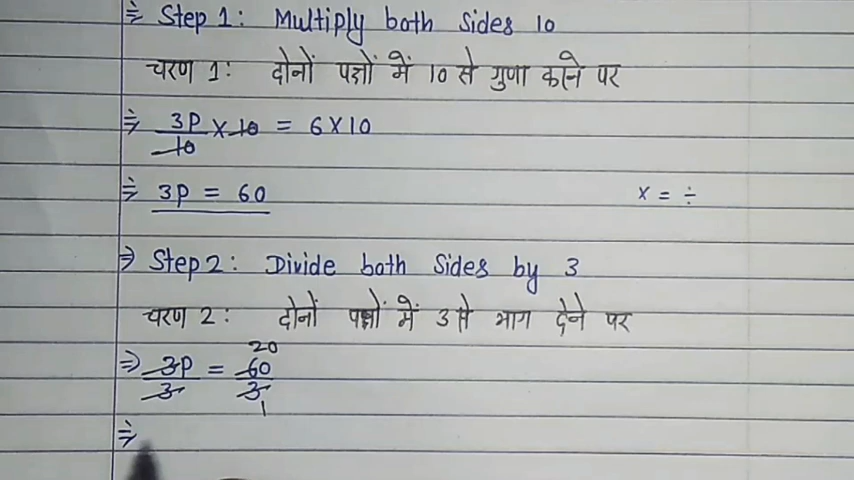 ⇒ Step 1: Multiply both Sides 10
चरण 1: दोनों पक्षों में 10 से गुणा करने पर
⇒ 3p/10 × 10 = 6 × 10
⇒ 3p = 60
x = ÷
⇒ Step 2: Divide both Sides by 3
चरण 2: दोनों पक्षों में 3 से भाग देने पर
20
⇒ 3p/3 = 60/3
1
⇒